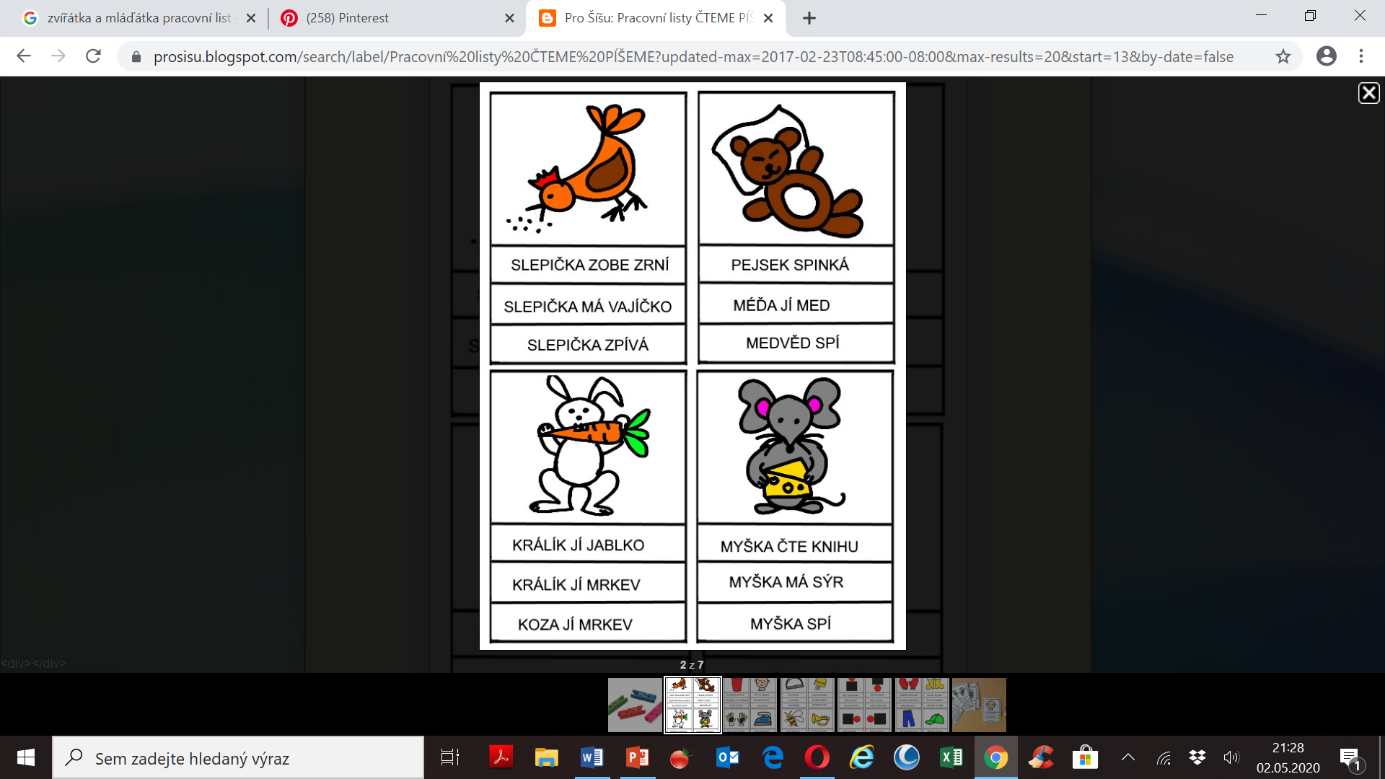 zvířátka a mláďátka pracovní list
(258) Pinterest
Pro Šíšu: Pracovní listy ČTEME PÍŠ
prosisu.blogspot.com/search/label/Pracovní%20listy%20ČTEME%20PÍŠEME?updated-max=2017-02-23T08:45:00-08:00&max-results=20&start=13&by-date=false
SLEPIČKA ZOBE ZRNÍ
SLEPIČKA MÁ VAJÍČKO
SLEPIČKA ZPÍVÁ
PEJSEK SPINKÁ
MÉĎA JÍ MED
MEDVĚD SPÍ
KRÁLÍK JÍ JABLKO
KRÁLÍK JÍ MRKEV
KOZA JÍ MRKEV
MYŠKA ČTE KNIHU
MYŠKA MÁ SÝR
MYŠKA SPÍ
<div></div>
2 z 7
Sem zadejte hledaný výraz
21:28
02.05.2020
1